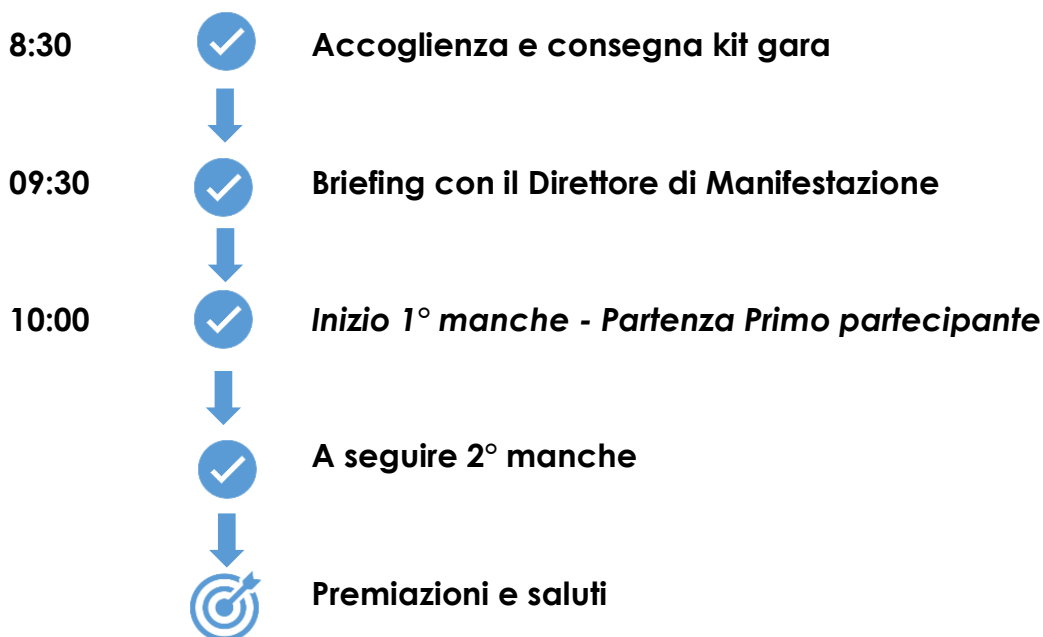 8:30 Accoglienza e consegna kit gara
09:30 Briefing con il Direttore di Manifestazione
10:00 Inizio 1° manche - Partenza Primo partecipante
A seguire 2° manche
Premiazioni e saluti